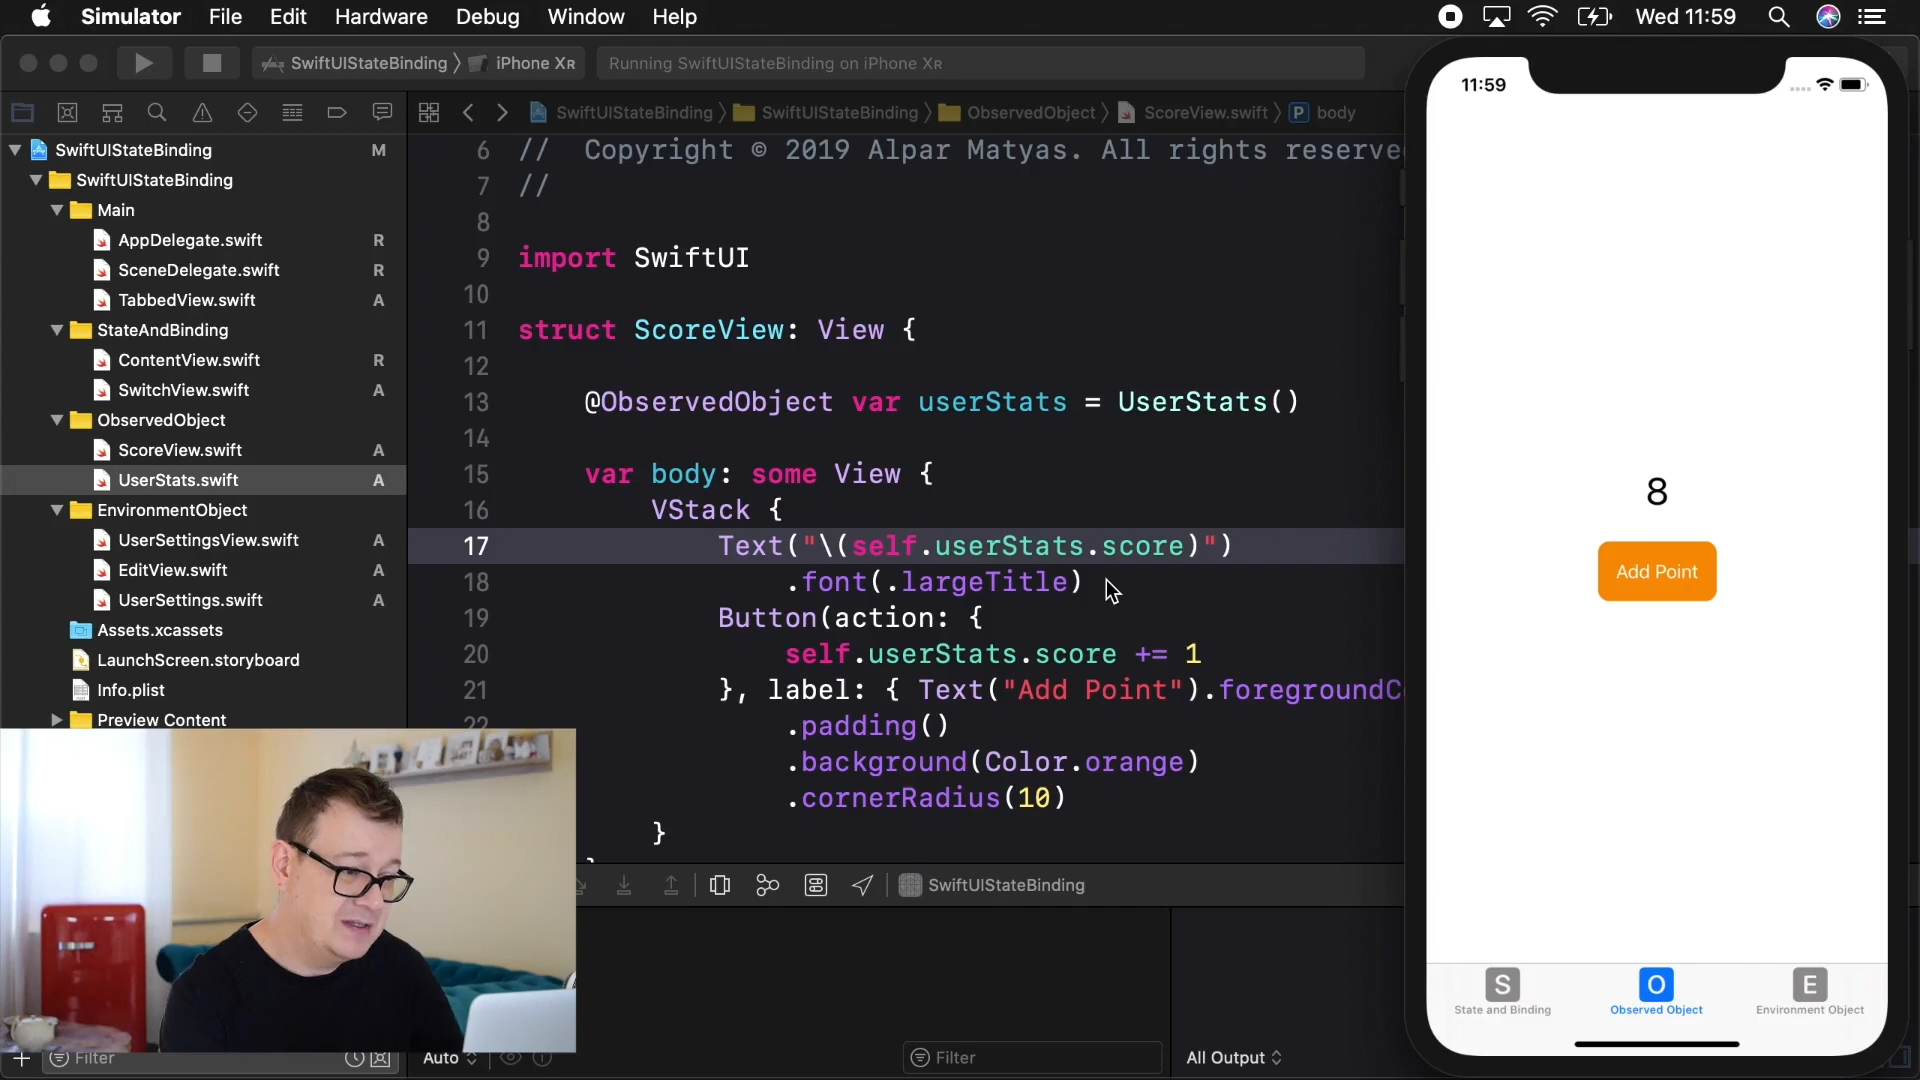 Simulator File Edit Hardware Debug Window Help Wed 11:59
SwiftUIStateBinding iPhone XR Running SwiftUIStateBinding on iPhone XR
SwiftUIStateBinding SwiftUIStateBinding ObservedObject ScoreView.swift P body
SwiftUIStateBinding M
SwiftUIStateBinding
Main
AppDelegate.swift R
SceneDelegate.swift R
TabbedView.swift A
StateAndBinding
ContentView.swift R
SwitchView.swift A
ObservedObject
ScoreView.swift A
UserStats.swift A
EnvironmentObject
UserSettingsView.swift A
EditView.swift A
UserSettings.swift A
Assets.xcassets
LaunchScreen.storyboard
Info.plist
Preview Content
6 // Copyright © 2019 Alpar Matyas. All rights reserve
7 //
8
9 import SwiftUI
10
11 struct ScoreView: View {
12
13 @ObservedObject var userStats = UserStats()
14
15 var body: some View {
16 VStack {
17 Text("\(self.userStats.score)")
18 .font(.largeTitle)
19 Button(action: {
20 self.userStats.score += 1
21 }, label: { Text("Add Point").foregroundC
22 .padding()
.background(Color.orange)
.cornerRadius(10)
}
SwiftUIStateBinding
Filter
Auto
Filter
All Output
11:59
8
Add Point
S O E
State and Binding Observed Object Environment Object